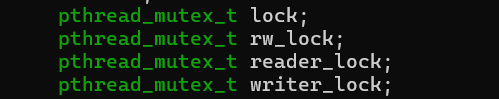 pthread_mutex_t lock;
pthread_mutex_t rw_lock;
pthread_mutex_t reader_lock;
pthread_mutex_t writer_lock;